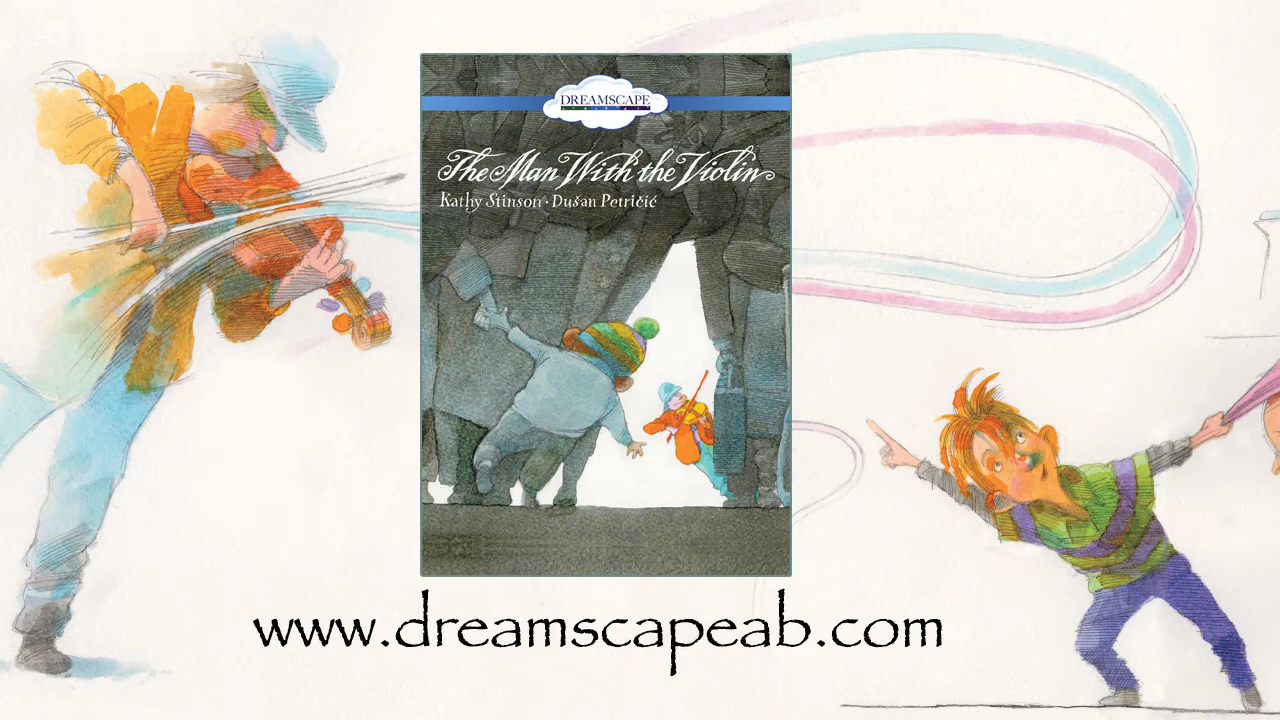 DREAMSCAPE
The Man With the Violin
Kathy Stinson · Dušan Petričić
www.dreamscapeab.com